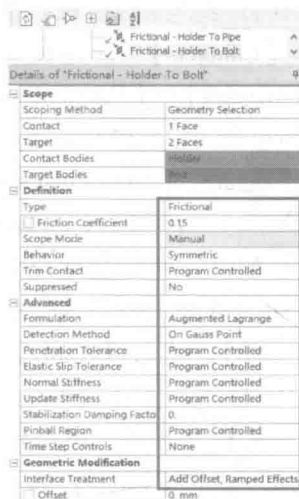 Frictional - Holder To Pipe
Frictional - Holder To Bolt
Details of "Frictional - Holder To Bolt"
Scope
Scoping Method Geometry Selection
Contact 1 Face
Target 2 Faces
Contact Bodies Holder
Target Bodies
Definition
Type Frictional
Friction Coefficient 0.15
Scope Mode Manual
Behavior Symmetric
Trim Contact Program Controlled
Suppressed No
Advanced
Formulation Augmented Lagrange
Detection Method On Gauss Point
Penetration Tolerance Program Controlled
Elastic Slip Tolerance Program Controlled
Normal Stiffness Program Controlled
Update Stiffness Program Controlled
Stabilization Damping Facto 0.
Pinball Region Program Controlled
Time Step Controls None
Geometric Modification
Interface Treatment Add Offset, Ramped Effects
Offset 0. mm